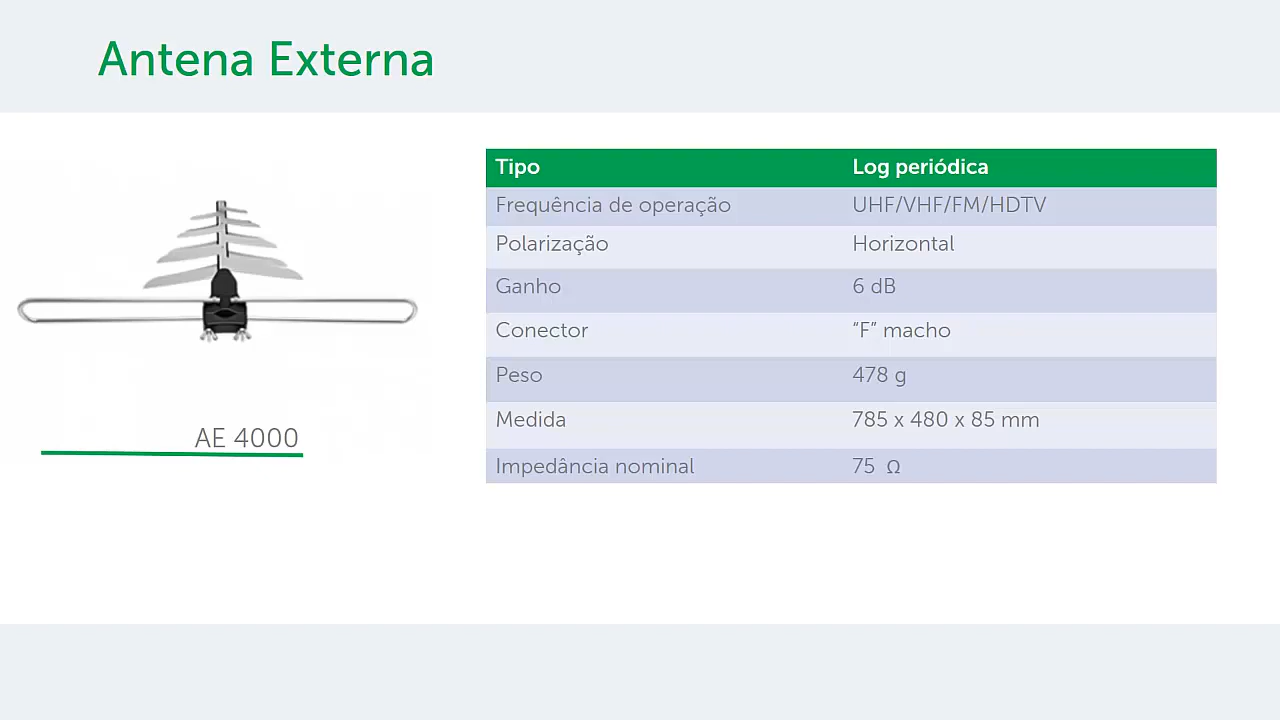 Antena Externa
Tipo Log periódica
Frequência de operação UHF/VHF/FM/HDTV
Polarização Horizontal
Ganho 6 dB
Conector “F” macho
Peso 478 g
Medida 785 x 480 x 85 mm
Impedância nominal 75 Ω
AE 4000